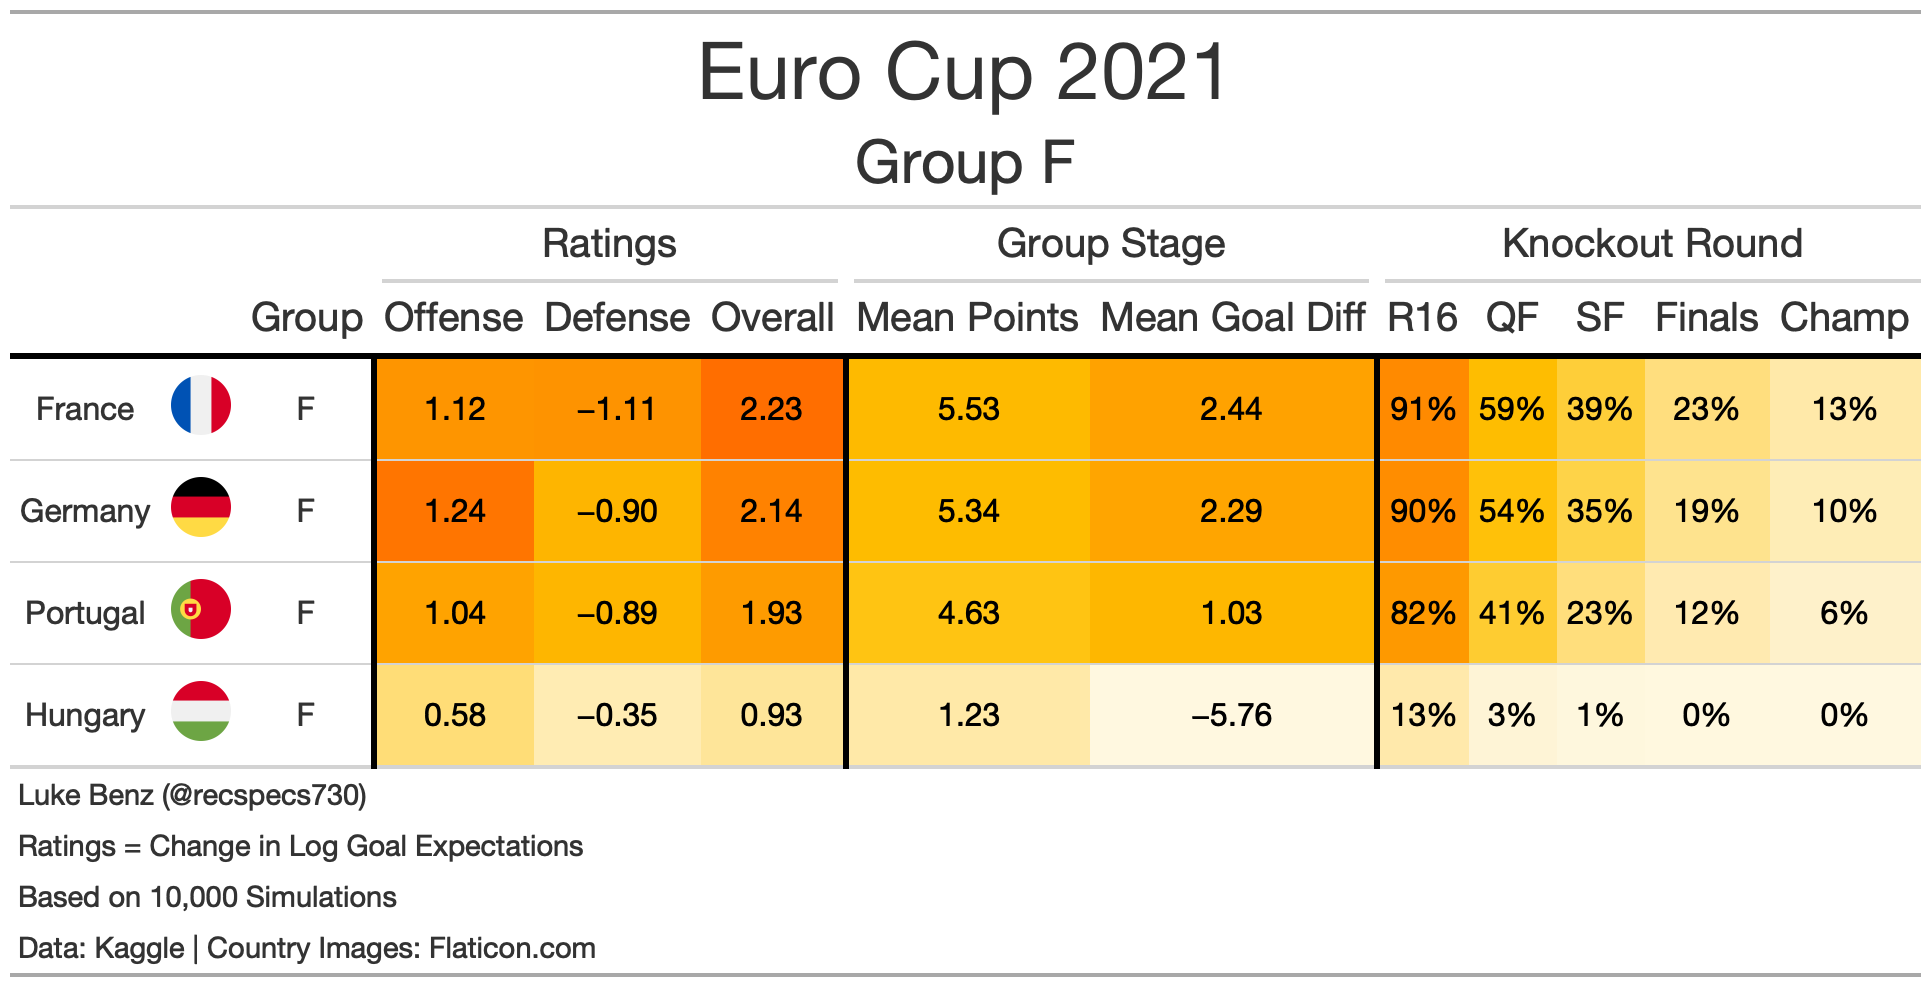 Euro Cup 2021
Group F
Ratings Group Stage Knockout Round
Group Offense Defense Overall Mean Points Mean Goal Diff R16 QF SF Finals Champ
France F 1.12 −1.11 2.23 5.53 2.44 91% 59% 39% 23% 13%
Germany F 1.24 −0.90 2.14 5.34 2.29 90% 54% 35% 19% 10%
Portugal F 1.04 −0.89 1.93 4.63 1.03 82% 41% 23% 12% 6%
Hungary F 0.58 −0.35 0.93 1.23 −5.76 13% 3% 1% 0% 0%
Luke Benz (@recspecs730)
Ratings = Change in Log Goal Expectations
Based on 10,000 Simulations
Data: Kaggle | Country Images: Flaticon.com